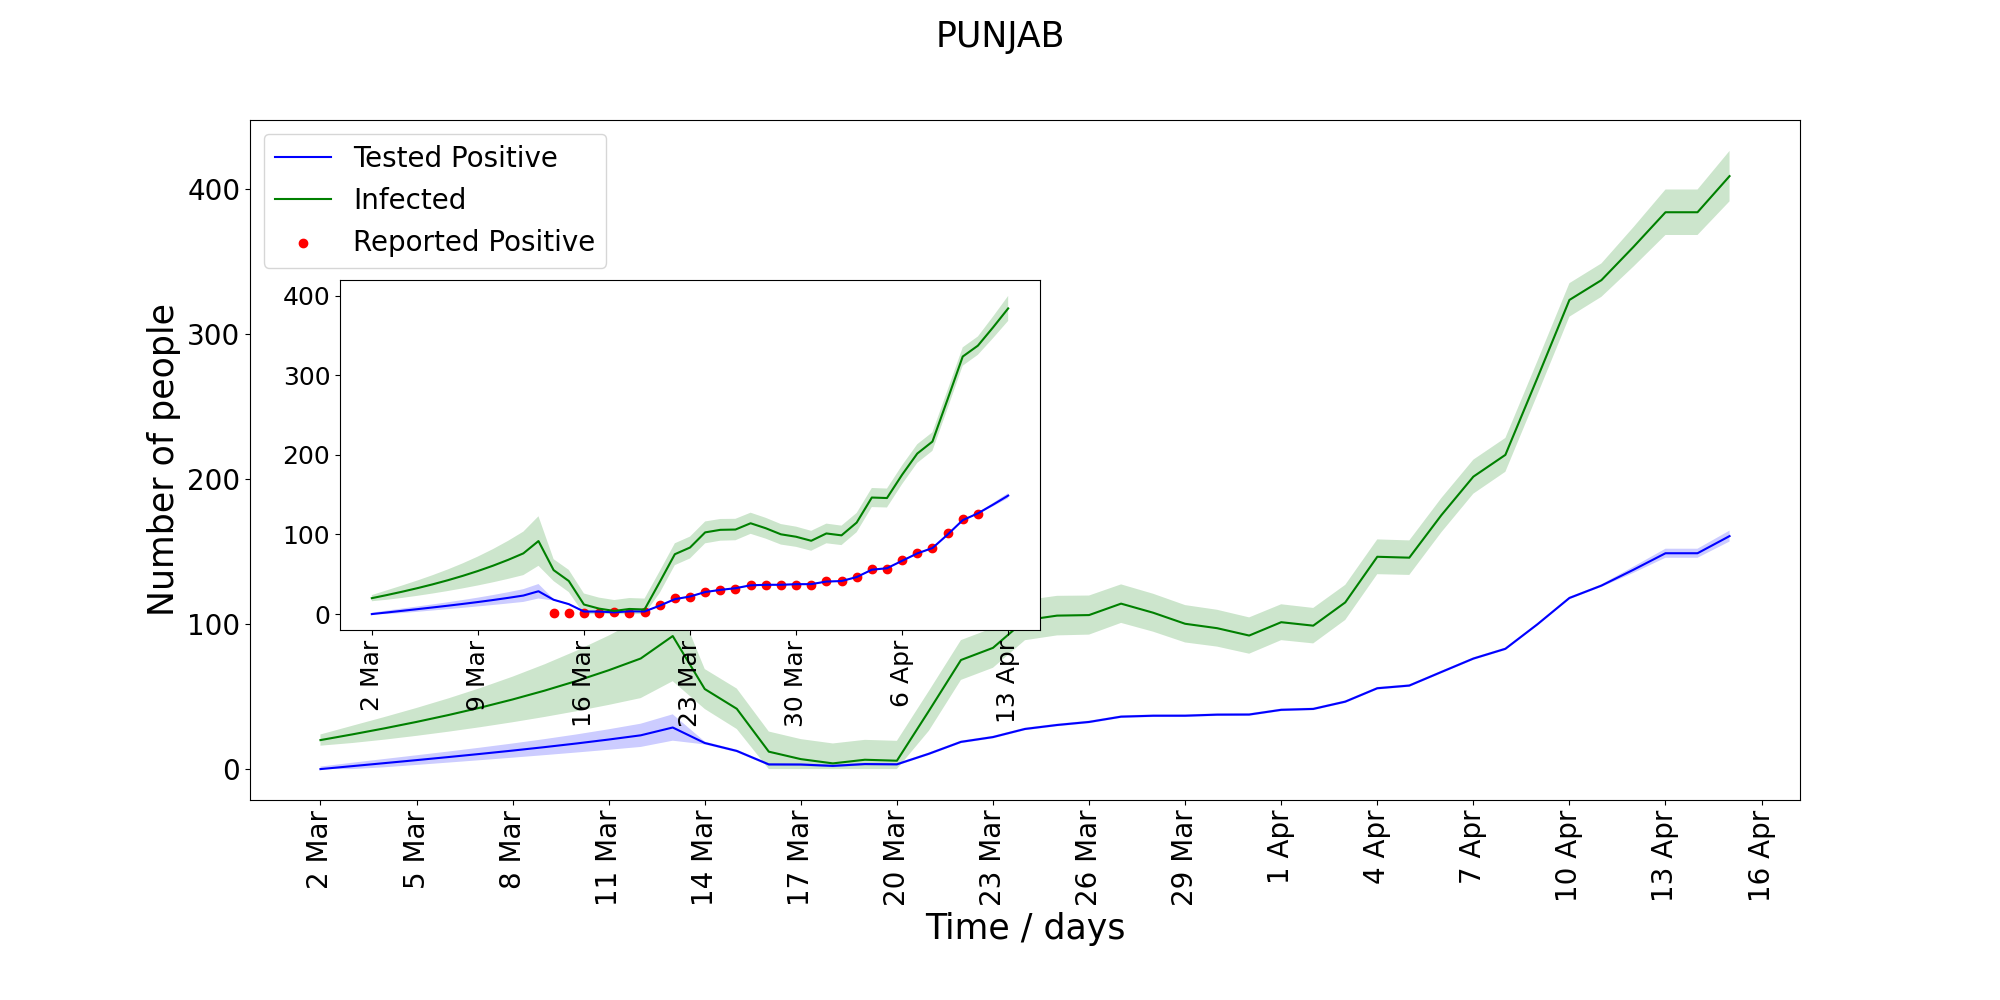 PUNJAB
Tested Positive
Infected
Reported Positive
Number of people
400
300
200
100
0
400
300
200
100
0
2 Mar
9 Mar
16 Mar
23 Mar
30 Mar
6 Apr
13 Apr
2 Mar
5 Mar
8 Mar
11 Mar
14 Mar
17 Mar
20 Mar
23 Mar
26 Mar
29 Mar
1 Apr
4 Apr
7 Apr
10 Apr
13 Apr
16 Apr
Time / days